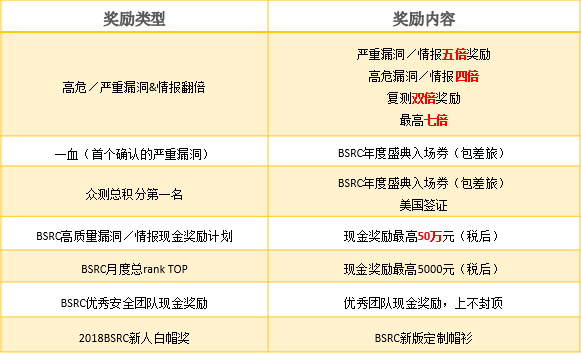 奖励类型 奖励内容
严重漏洞／情报五倍奖励
高危漏洞／情报四倍
高危／严重漏洞&情报翻倍
复测双倍奖励
最高七倍
一血（首个确认的严重漏洞） BSRC年度盛典入场券（包差旅）
众测总积分第一名
BSRC年度盛典入场券（包差旅）
美国签证
BSRC高质量漏洞／情报现金奖励计划 现金奖励最高50万元（税后）
BSRC月度总rank TOP 现金奖励最高5000元（税后）
BSRC优秀安全团队现金奖励 优秀团队现金奖励，上不封顶
2018BSRC新人白帽奖 BSRC新版定制帽衫